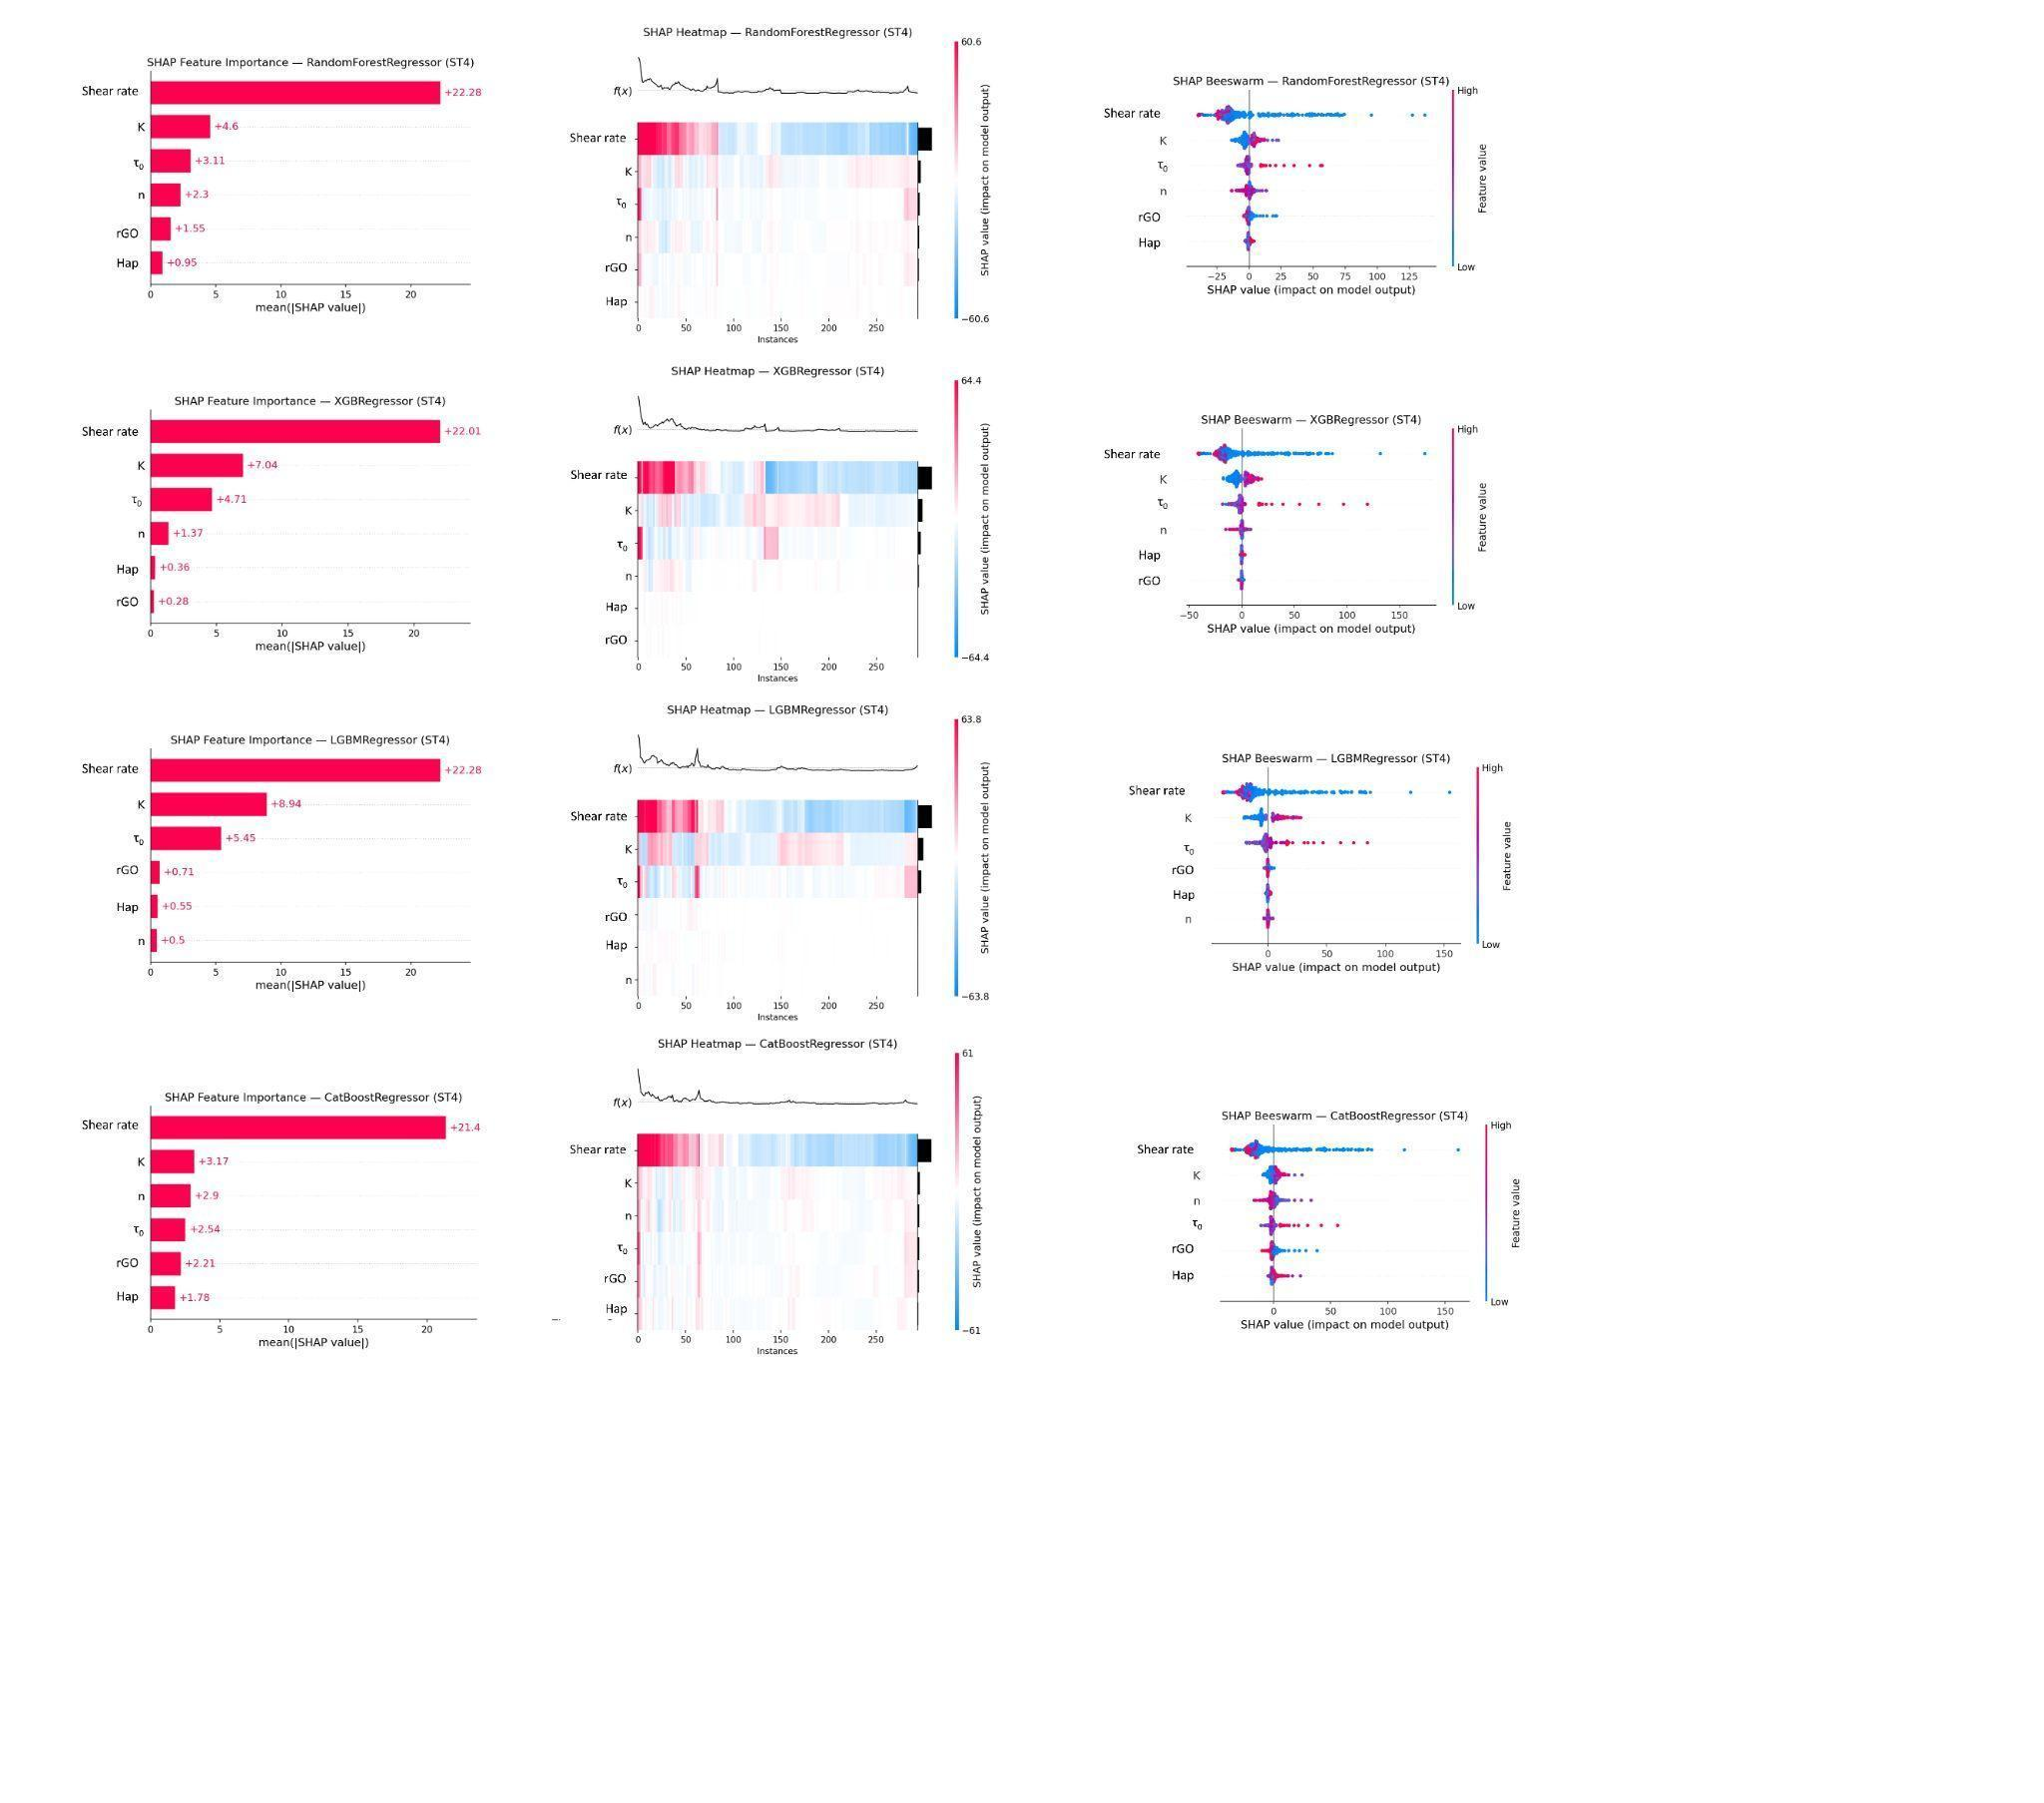 SHAP Feature Importance — RandomForestRegressor (ST4)
Shear rate +22.28
K +4.6
τ0 +3.11
n +2.3
rGO +1.55
Hap +0.95
0 5 10 15 20
mean(|SHAP value|)
SHAP Heatmap — RandomForestRegressor (ST4)
f(x)
Shear rate
K
τ0
n
rGO
Hap
0 50 100 150 200 250
Instances
60.6
SHAP value (impact on model output)
−60.6
SHAP Beeswarm — RandomForestRegressor (ST4)
Shear rate
K
τ0
n
rGO
Hap
−25 0 25 50 75 100 125
SHAP value (impact on model output)
High
Feature value
Low
SHAP Feature Importance — XGBRegressor (ST4)
Shear rate +22.01
K +7.04
τ0 +4.71
n +1.37
Hap +0.36
rGO +0.28
0 5 10 15 20
mean(|SHAP value|)
SHAP Heatmap — XGBRegressor (ST4)
f(x)
Shear rate
K
τ0
n
Hap
rGO
0 50 100 150 200 250
Instances
64.4
SHAP value (impact on model output)
−64.4
SHAP Beeswarm — XGBRegressor (ST4)
Shear rate
K
τ0
n
Hap
rGO
−50 0 50 100 150
SHAP value (impact on model output)
High
Feature value
Low
SHAP Feature Importance — LGBMRegressor (ST4)
Shear rate +22.28
K +8.94
τ0 +5.45
rGO +0.71
Hap +0.55
n +0.5
0 5 10 15 20
mean(|SHAP value|)
SHAP Heatmap — LGBMRegressor (ST4)
f(x)
Shear rate
K
τ0
rGO
Hap
n
0 50 100 150 200 250
Instances
63.8
SHAP value (impact on model output)
−63.8
SHAP Beeswarm — LGBMRegressor (ST4)
Shear rate
K
τ0
rGO
Hap
n
0 50 100 150
SHAP value (impact on model output)
High
Feature value
Low
SHAP Feature Importance — CatBoostRegressor (ST4)
Shear rate +21.4
K +3.17
n +2.9
τ0 +2.54
rGO +2.21
Hap +1.78
0 5 10 15 20
mean(|SHAP value|)
SHAP Heatmap — CatBoostRegressor (ST4)
f(x)
Shear rate
K
n
τ0
rGO
Hap
0 50 100 150 200 250
Instances
61
SHAP value (impact on model output)
−61
SHAP Beeswarm — CatBoostRegressor (ST4)
Shear rate
K
n
τ0
rGO
Hap
0 50 100 150
SHAP value (impact on model output)
High
Feature value
Low